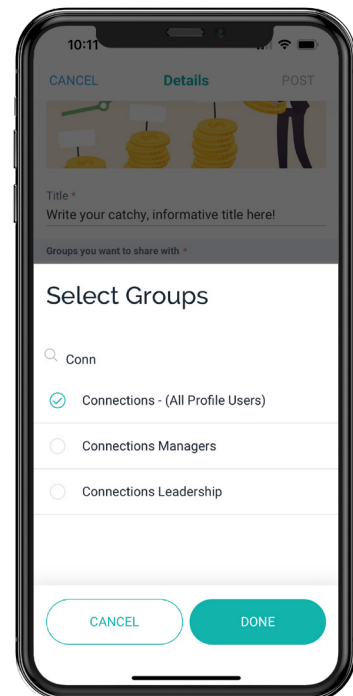 10:11
CANCEL Details POST
Title *
Write your catchy, informative title here!
Groups you want to share with *
Select Groups
Conn
Connections - (All Profile Users)
Connections Managers
Connections Leadership
CANCEL DONE